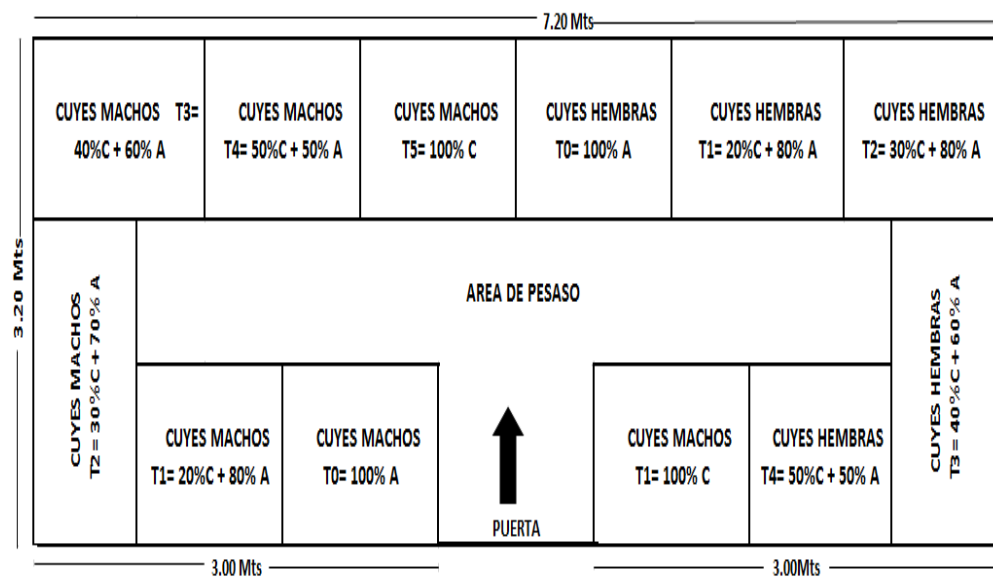 7.20 Mts
CUYES MACHOS T3=
40%C + 60% A
CUYES MACHOS
T4= 50%C + 50% A
CUYES MACHOS
T5= 100% C
CUYES HEMBRAS
T0= 100% A
CUYES HEMBRAS
T1= 20%C + 80% A
CUYES HEMBRAS
T2= 30%C + 80% A
3.20 Mts
CUYES MACHOS
T2 = 30%C + 70% A
AREA DE PESASO
CUYES HEMBRAS
T3= 40%C + 60% A
CUYES MACHOS
T1= 20%C + 80% A
CUYES MACHOS
T0= 100% A
CUYES MACHOS
T1= 100% C
CUYES HEMBRAS
T4= 50%C + 50% A
PUERTA
3.00 Mts
3.00Mts